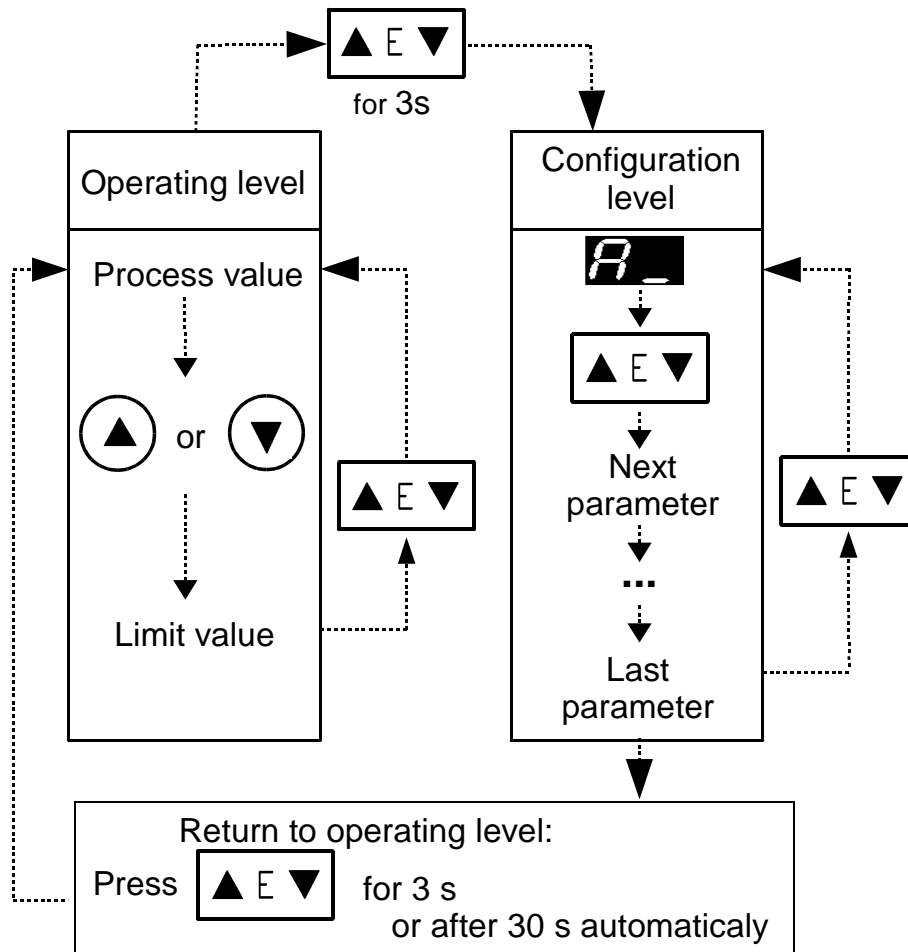 ▲ E ▼
for 3s
Operating level
Process value
▲ or ▼
Limit value
▲ E ▼
Configuration
level
A _
▲ E ▼
Next
parameter
...
Last
parameter
▲ E ▼
Return to operating level:
Press ▲ E ▼ for 3 s
or after 30 s automaticaly